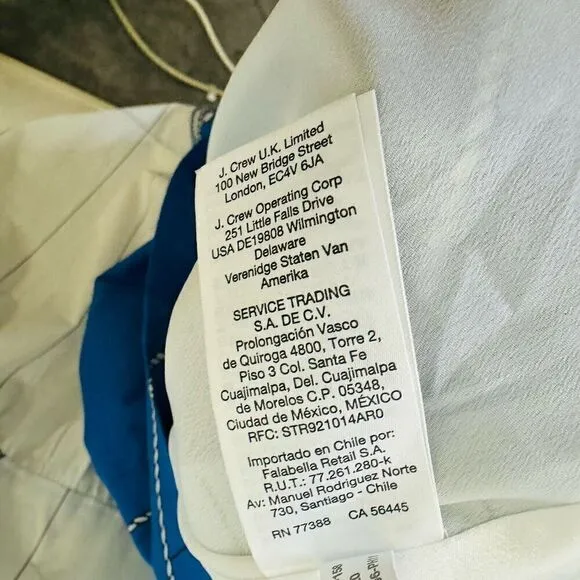 J. Crew U.K. Limited
100 New Bridge Street
London, EC4V 6JA
J. Crew Operating Corp
251 Little Falls Drive
USA DE19808 Wilmington
Delaware
Verenidge Staten Van
Amerika
SERVICE TRADING
S.A. DE C.V.
Prolongación Vasco
de Quiroga 4800, Torre 2,
Piso 3 Col. Santa Fe
Cuajimalpa, Del. Cuajimalpa
de Morelos C.P. 05348,
Ciudad de México, MÉXICO
RFC: STR921014AR0
Importado en Chile por:
Falabella Retail S.A.
R.U.T.: 77.261.280-k
Av: Manuel Rodriguez Norte
730, Santiago - Chile
RN 77388 CA 56445